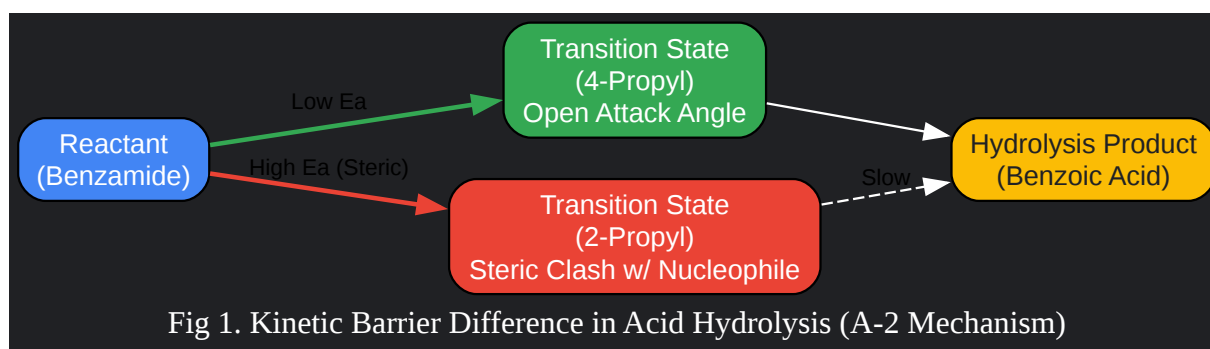 Reactant
(Benzamide)
Low Ea
High Ea (Steric)
Transition State
(4-Propyl)
Open Attack Angle
Transition State
(2-Propyl)
Steric Clash w/ Nucleophile
Slow
Hydrolysis Product
(Benzoic Acid)
Fig 1. Kinetic Barrier Difference in Acid Hydrolysis (A-2 Mechanism)